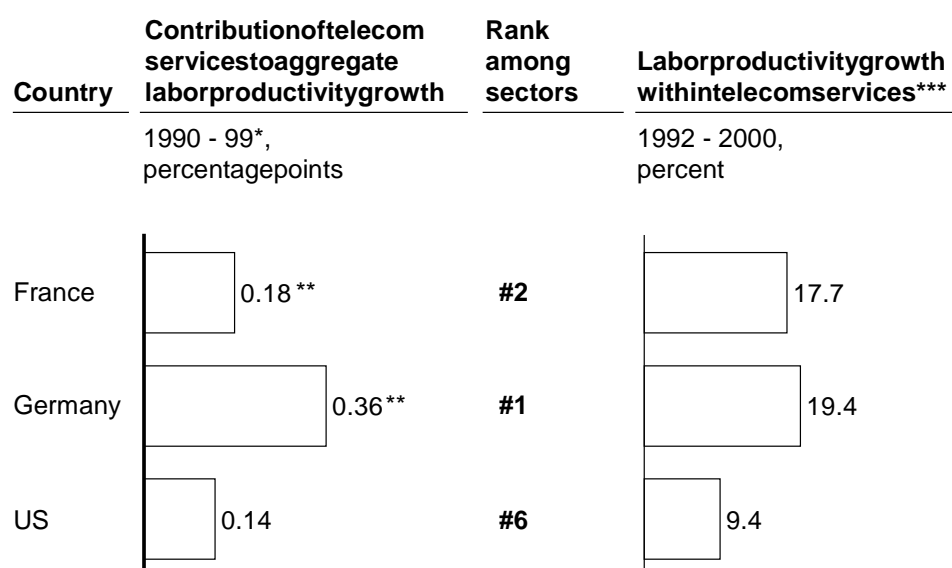 Contributionoftelecom
servicestoaggregate
laborproductivitygrowth
Rank
among
sectors
Laborproductivitygrowth
withintelecomservices***
Country
1990 - 99*,
percentagepoints
1992 - 2000,
percent
France
0.18 **
#2
17.7
Germany
0.36 **
#1
19.4
US
0.14
#6
9.4